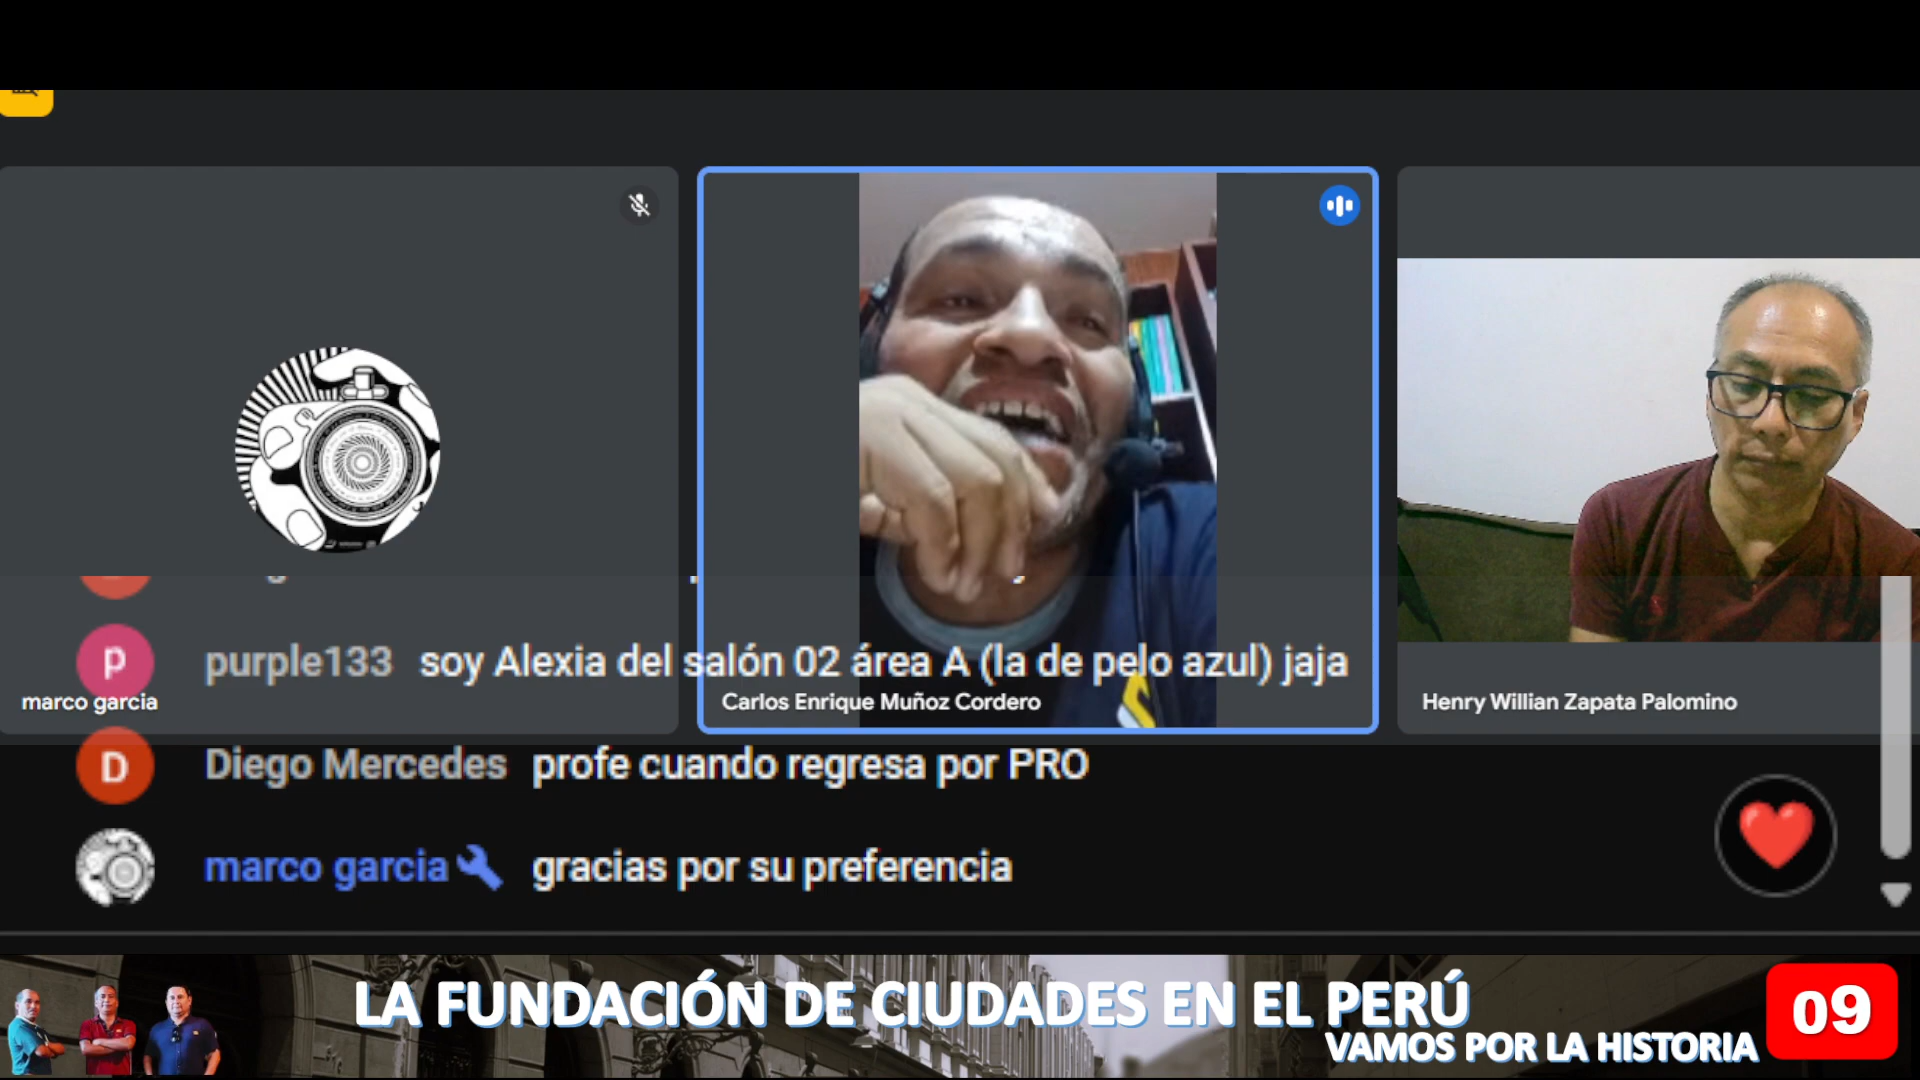 purple133 soy Alexia del salón 02 área A (la de pelo azul) jaja
marco garcia
Carlos Enrique Muñoz Cordero
Henry Willian Zapata Palomino
Diego Mercedes profe cuando regresa por PRO
marco garcia gracias por su preferencia
LA FUNDACIÓN DE CIUDADES EN EL PERÚ
VAMOS POR LA HISTORIA
09